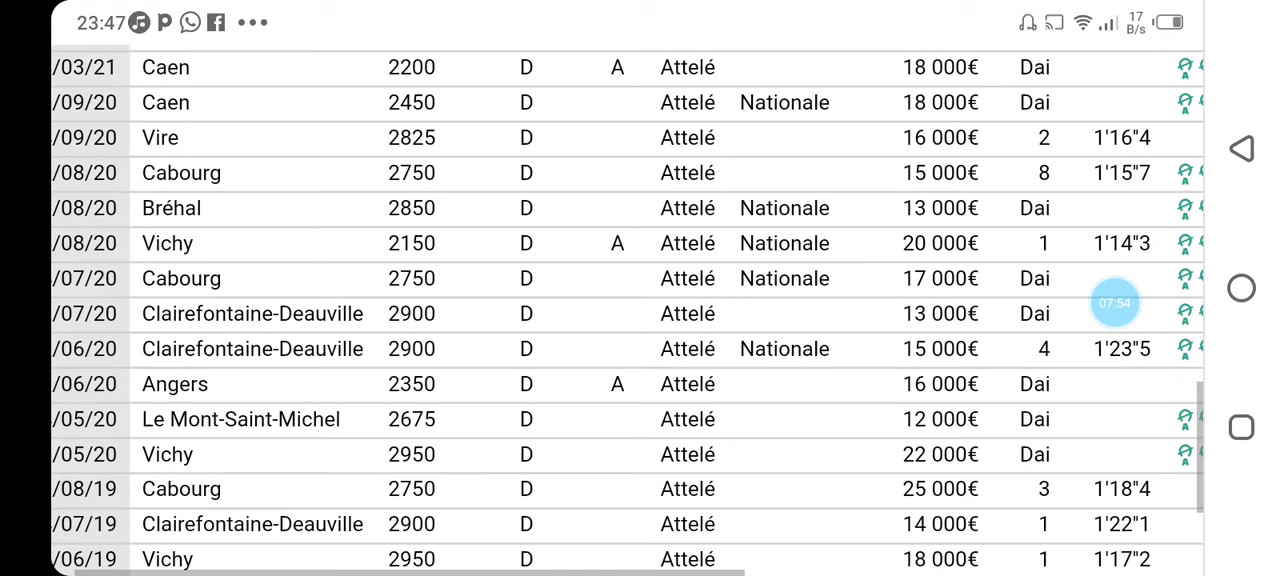 23:47 17 B/s
/03/21 Caen 2200 D A Attelé 18 000€ Dai A
/09/20 Caen 2450 D Attelé Nationale 18 000€ Dai A
/09/20 Vire 2825 D Attelé 16 000€ 2 1'16"4
/08/20 Cabourg 2750 D Attelé 15 000€ 8 1'15"7 A
/08/20 Bréhal 2850 D Attelé Nationale 13 000€ Dai A
/08/20 Vichy 2150 D A Attelé Nationale 20 000€ 1 1'14"3 A
/07/20 Cabourg 2750 D Attelé Nationale 17 000€ Dai A
07:54
/07/20 Clairefontaine-Deauville 2900 D Attelé 13 000€ Dai A
/06/20 Clairefontaine-Deauville 2900 D Attelé Nationale 15 000€ 4 1'23"5 A
/06/20 Angers 2350 D A Attelé 16 000€ Dai
/05/20 Le Mont-Saint-Michel 2675 D Attelé 12 000€ Dai A
/05/20 Vichy 2950 D Attelé 22 000€ Dai A
/08/19 Cabourg 2750 D Attelé 25 000€ 3 1'18"4
/07/19 Clairefontaine-Deauville 2900 D Attelé 14 000€ 1 1'22"1
/06/19 Vichy 2950 D Attelé 18 000€ 1 1'17"2